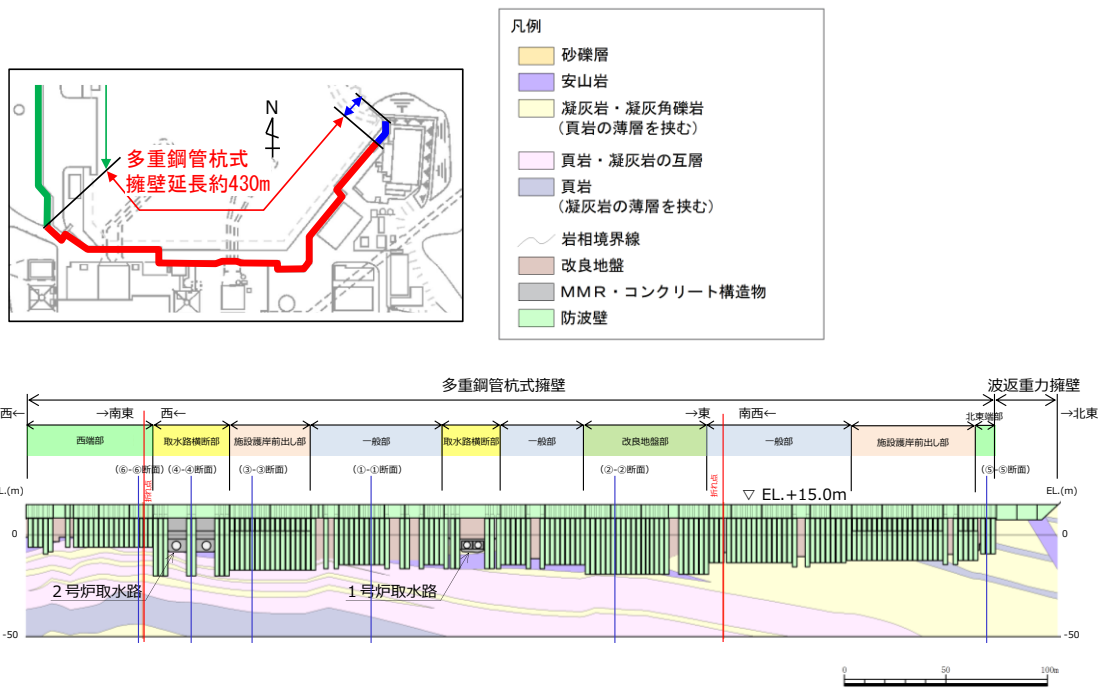 凡例
砂礫層
安山岩
凝灰岩・凝灰角礫岩
(頁岩の薄層を挟む)
頁岩・凝灰岩の互層
頁岩
(凝灰岩の薄層を挟む)
岩相境界線
改良地盤
MMR・コンクリート構造物
防波壁
N
多重鋼管杭式
擁壁延長約430m
多重鋼管杭式擁壁
波返重力擁壁
西←
→南東
西←
→東
南西←
→北東
西端部
取水路横断部
施設護岸前出し部
一般部
取水路横断部
一般部
改良地盤部
一般部
施設護岸前出し部
北東端部
(⑥-⑥断面)
(④-④断面)
(③-③断面)
(①-①断面)
(②-②断面)
(⑤-⑤断面)
折れ点
折れ点
EL.(m)
▽ EL.+15.0m
EL.(m)
0
0
2号炉取水路
1号炉取水路
-50
-50
0
50
100m